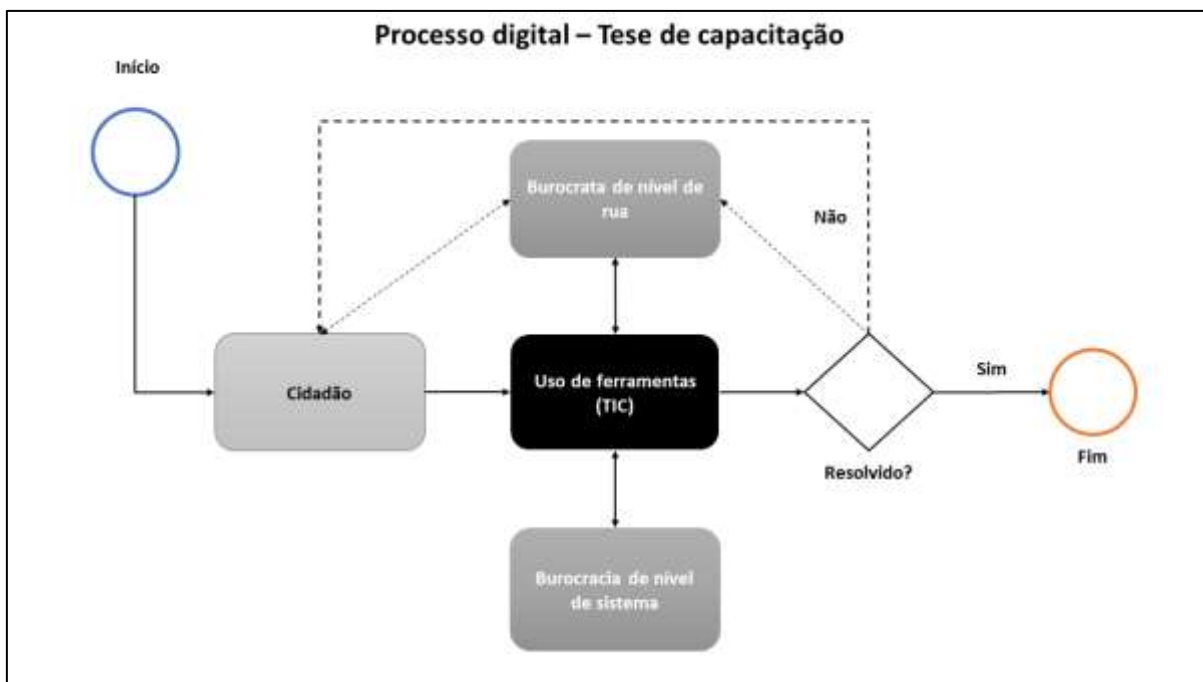 Processo digital – Tese de capacitação
Início
Burocrata de nível de
rua
Não
Cidadão
Uso de ferramentas
(TIC)
Sim
Resolvido?
Fim
Burocracia de nível
de sistema